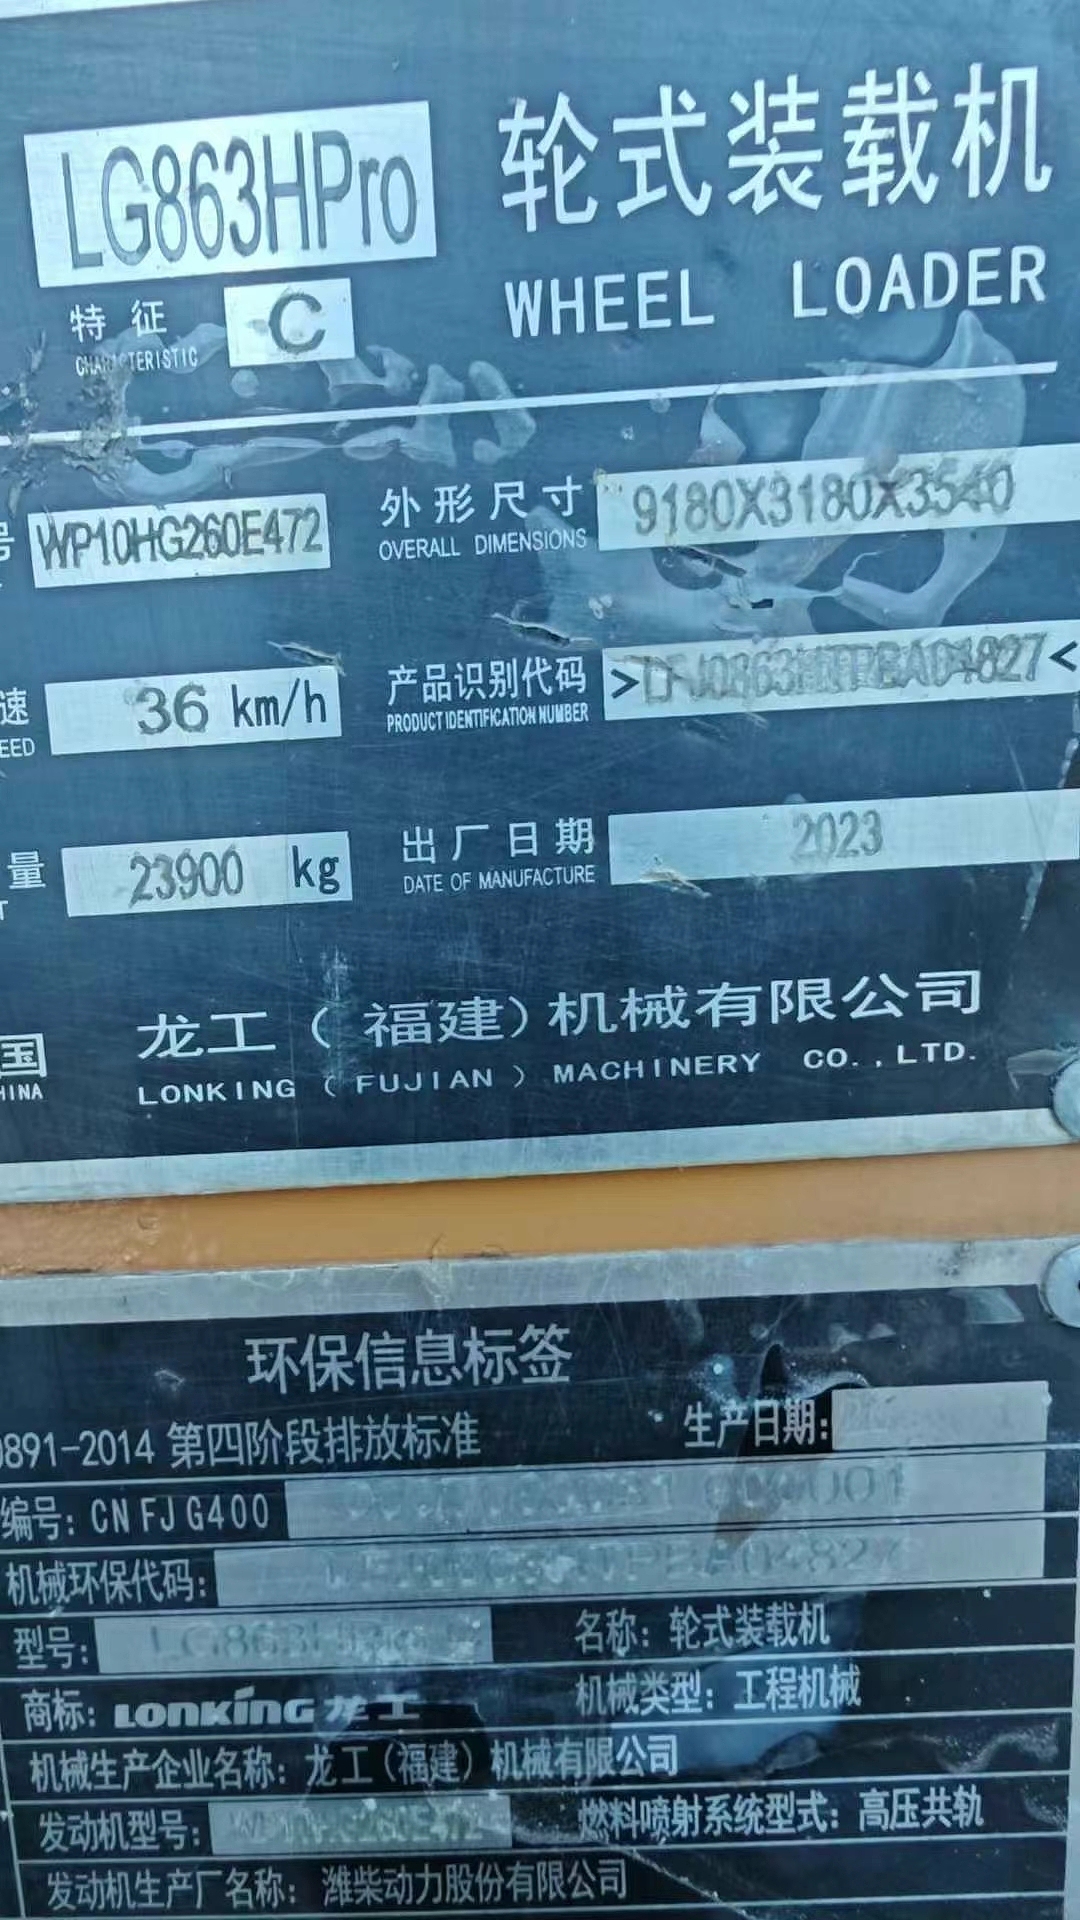 LG863HPro 轮式装载机
特征 C
CHARACTERISTIC
WHEEL LOADER
号 WP10HG260E472 外形尺寸 9180X3180X3540
OVERALL DIMENSIONS
速 36 km/h 产品识别代码
EED PRODUCT IDENTIFICATION NUMBER
量 23900 kg 出厂日期 2023
T DATE OF MANUFACTURE
国 龙工（福建）机械有限公司
HINA LONKING (FUJIAN) MACHINERY CO.,LTD.
环保信息标签
0891-2014 第四阶段排放标准 生产日期:
编号: CN FJ G400
机械环保代码:
型号: 名称: 轮式装载机
商标: LONKING 龙工 机械类型: 工程机械
机械生产企业名称: 龙工（福建）机械有限公司
发动机型号: 燃料喷射系统型式: 高压共轨
发动机生产厂名称: 潍柴动力股份有限公司